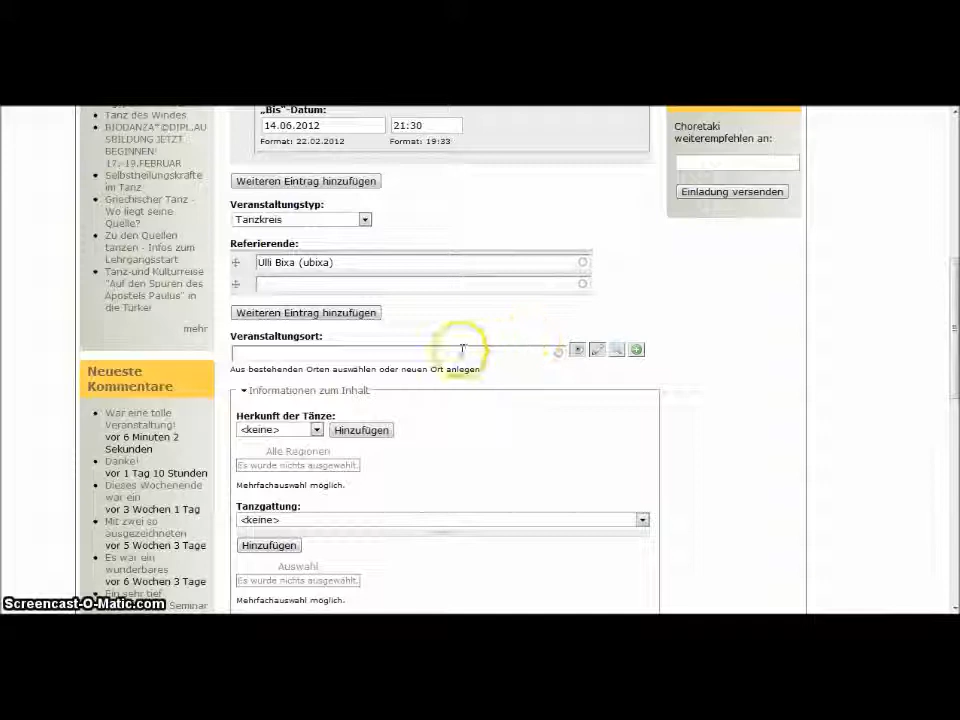 Tanz des Windes
BIODANZA™©DIPL.AU
SBILDUNG JETZT
BEGINNEN!
17.-19.FEBRUAR
Selbstheilungskräfte
im Tanz
Griechischer Tanz -
Wo liegt seine
Quelle?
Zu den Quellen
tanzen - Infos zum
Lehrgangsstart
Tanz-und Kulturreise
"Auf den Spuren des
Apostels Paulus" in
die Türkei
mehr
Neueste
Kommentare
War eine tolle
Veranstaltung!
vor 6 Minuten 2
Sekunden
Danke!
vor 1 Tag 10 Stunden
Dieses Wochenende
war ein
vor 3 Wochen 1 Tag
Mit zwei so
ausgezeichneten
vor 5 Wochen 3 Tage
Es war ein
wunderbares
vor 6 Wochen 3 Tage
Ein sehr tief
Seminar
„Bis"-Datum:
14.06.2012 21:30
Format: 22.02.2012 Format: 19:33
Weiteren Eintrag hinzufügen
Veranstaltungstyp:
Tanzkreis
Referierende:
Ulli Bixa (ubixa)
Weiteren Eintrag hinzufügen
Veranstaltungsort:
Aus bestehenden Orten auswählen oder neuen Ort anlegen
Informationen zum Inhalt
Herkunft der Tänze:
<keine> Hinzufügen
Alle Regionen
Es wurde nichts ausgewählt.
Mehrfachauswahl möglich.
Tanzgattung:
<keine>
Hinzufügen
Auswahl
Es wurde nichts ausgewählt.
Mehrfachauswahl möglich.
Choretaki
weiterempfehlen an:
Einladung versenden
Screencast-O-Matic.com